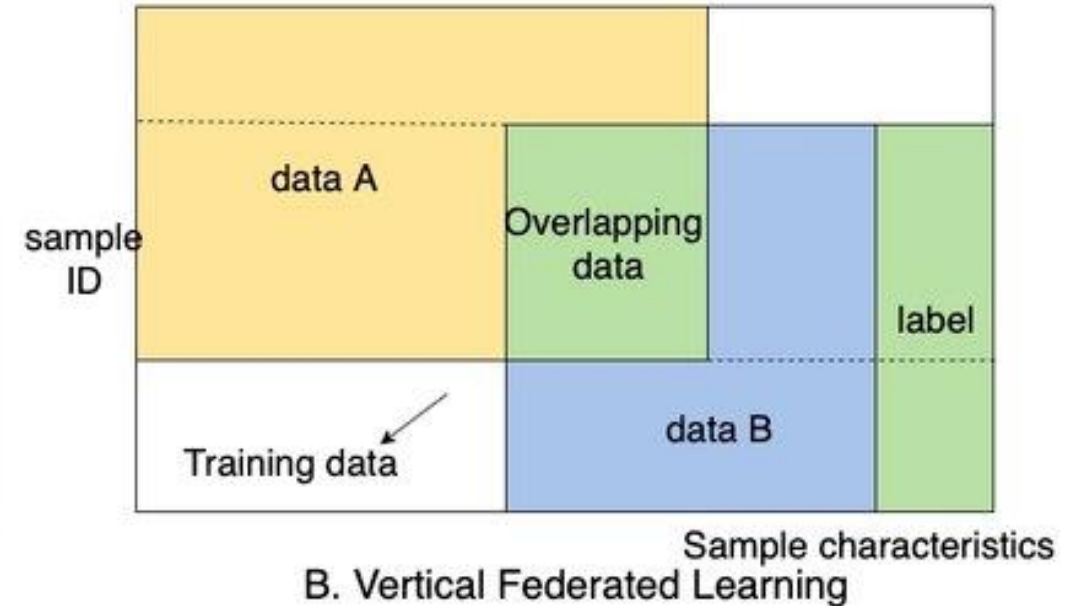 data A
Overlapping
data
sample
ID
label
data B
Training data
Sample characteristics
B. Vertical Federated Learning